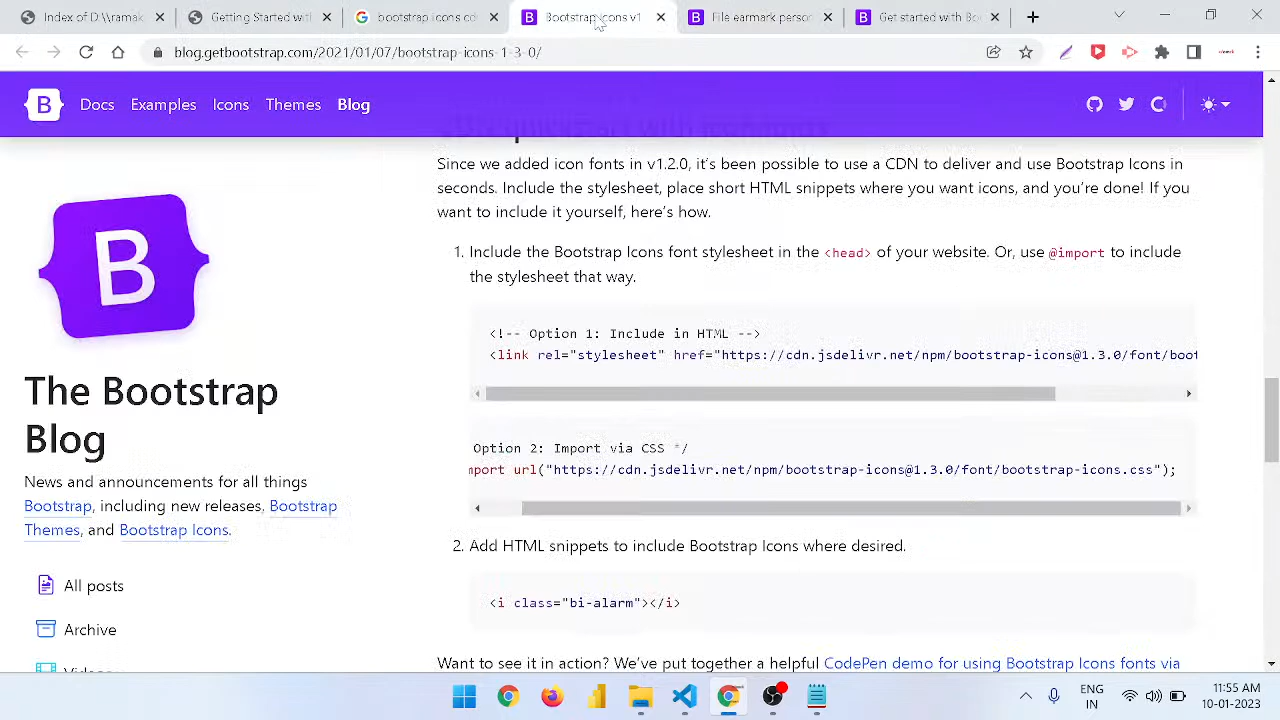 Index of D:\vamak
Getting Started with
bootstrap icons cdn
Bootstrap Icons v1
File earmark person
Get started with Bo
blog.getbootstrap.com/2021/01/07/bootstrap-icons-1-3-0/
B Docs Examples Icons Themes Blog
Since we added icon fonts in v1.2.0, it's been possible to use a CDN to deliver and use Bootstrap Icons in
seconds. Include the stylesheet, place short HTML snippets where you want icons, and you're done! If you
want to include it yourself, here's how.
1. Include the Bootstrap Icons font stylesheet in the <head> of your website. Or, use @import to include
the stylesheet that way.
<!-- Option 1: Include in HTML -->
<link rel="stylesheet" href="https://cdn.jsdelivr.net/npm/bootstrap-icons@1.3.0/font/boot
Option 2: Import via CSS */
mport url("https://cdn.jsdelivr.net/npm/bootstrap-icons@1.3.0/font/bootstrap-icons.css");
2. Add HTML snippets to include Bootstrap Icons where desired.
<i class="bi-alarm"></i>
Want to see it in action? We've put together a helpful CodePen demo for using Bootstrap Icons fonts via
B
The Bootstrap
Blog
News and announcements for all things
Bootstrap, including new releases, Bootstrap
Themes, and Bootstrap Icons.
All posts
Archive
Videos
ENG
IN
11:55 AM
10-01-2023